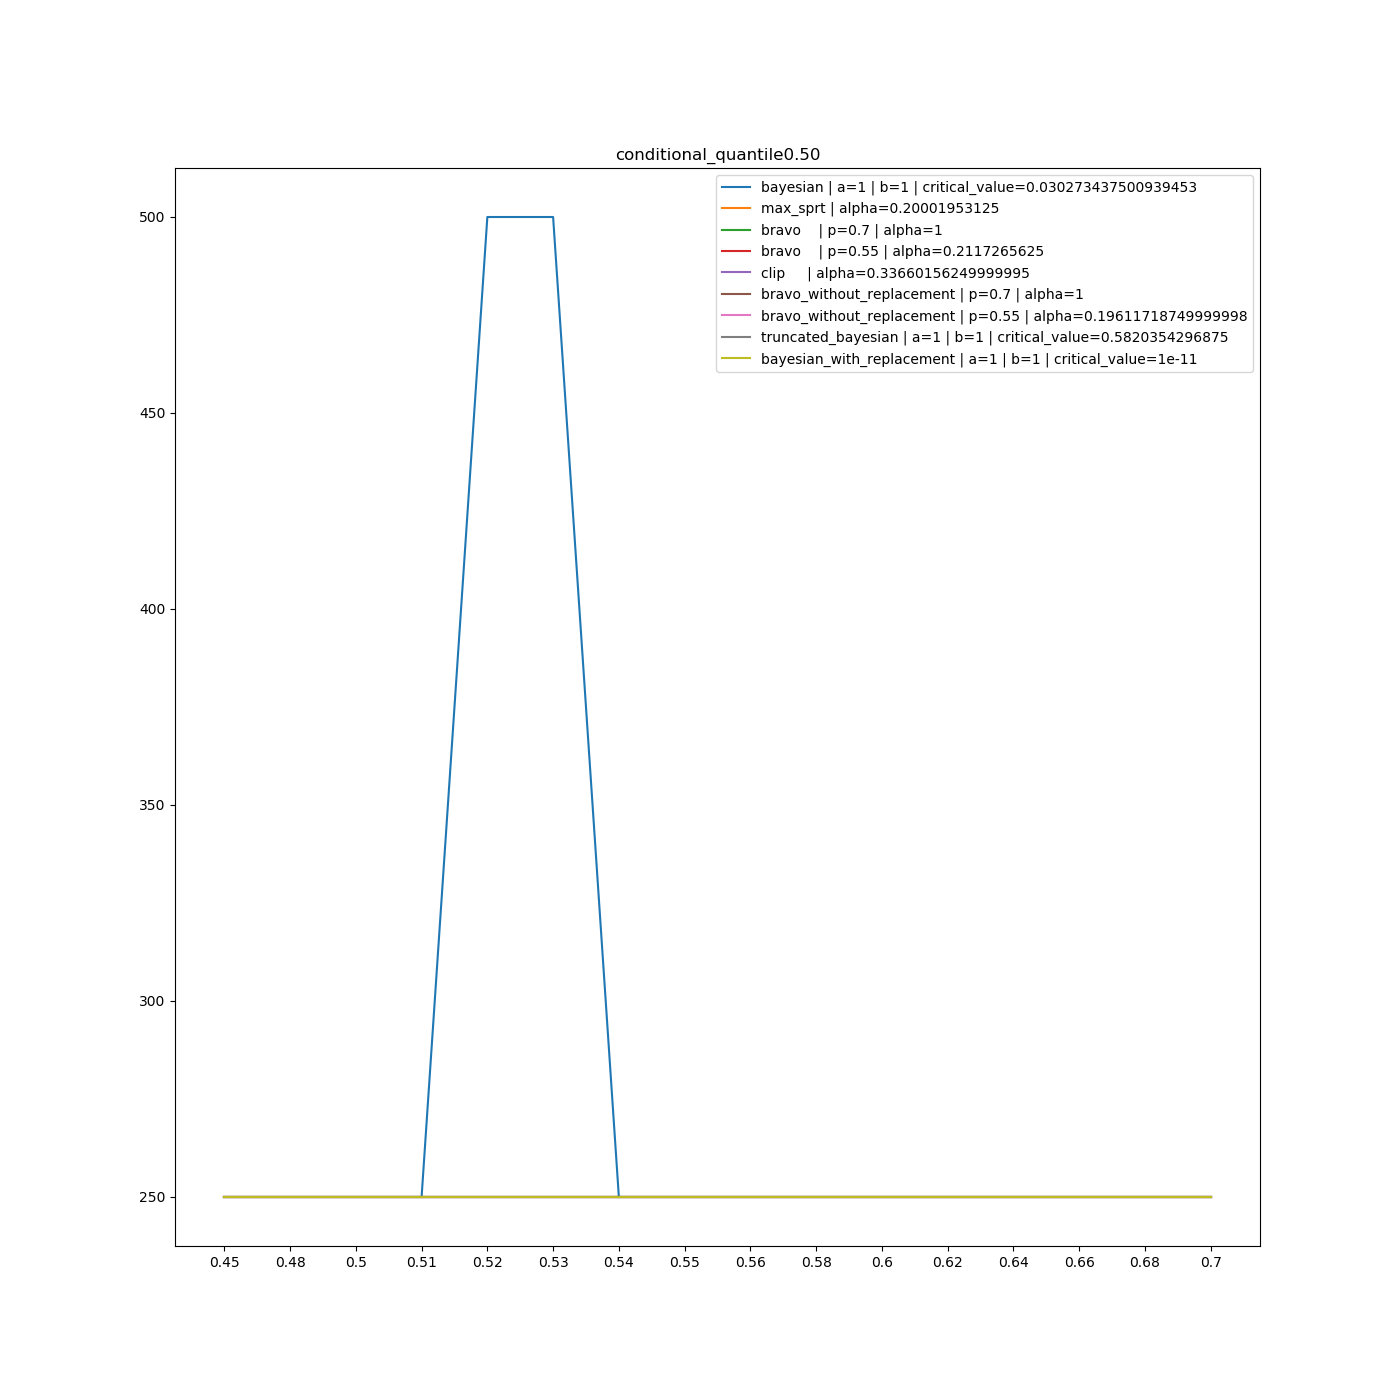 conditional_quantile0.50
bayesian | a=1 | b=1 | critical_value=0.030273437500939453
max_sprt | alpha=0.20001953125
bravo    | p=0.7 | alpha=1
bravo    | p=0.55 | alpha=0.2117265625
clip     | alpha=0.33660156249999995
bravo_without_replacement | p=0.7 | alpha=1
bravo_without_replacement | p=0.55 | alpha=0.19611718749999998
truncated_bayesian | a=1 | b=1 | critical_value=0.5820354296875
bayesian_with_replacement | a=1 | b=1 | critical_value=1e-11
500
450
400
350
300
250
0.45 0.48 0.5 0.51 0.52 0.53 0.54 0.55 0.56 0.58 0.6 0.62 0.64 0.66 0.68 0.7